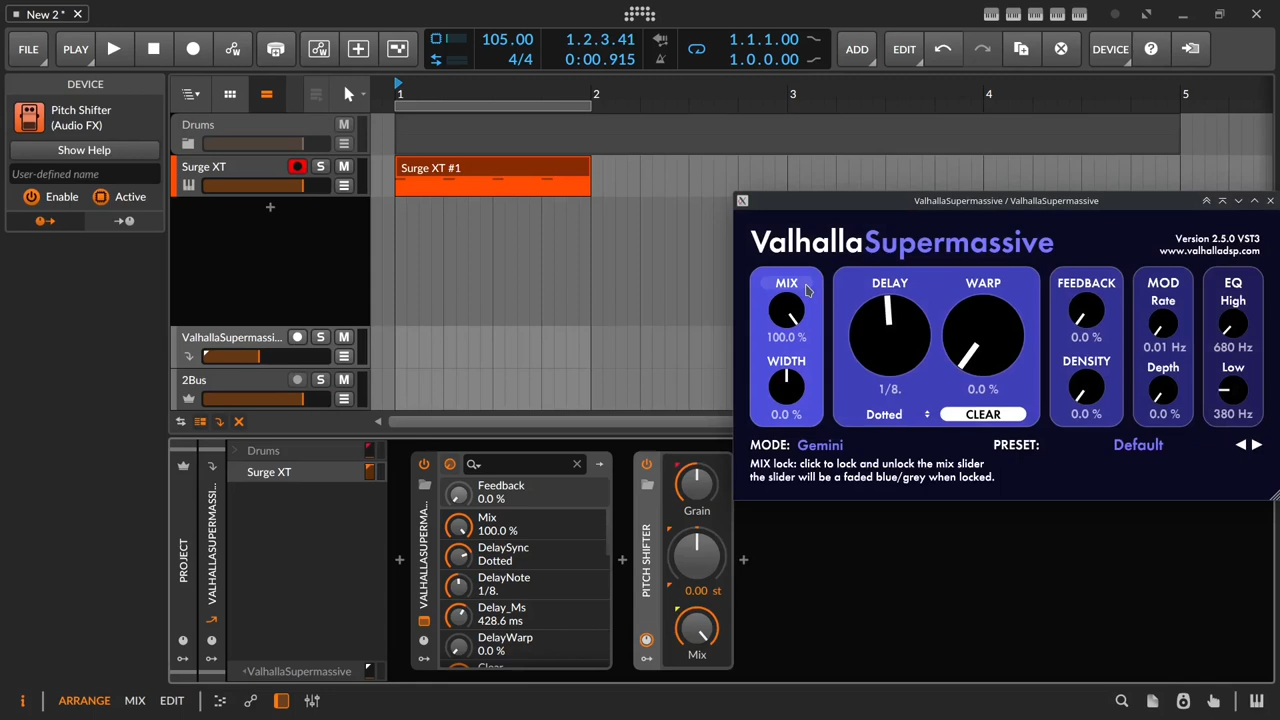 New 2*
FILE
PLAY
105.00
4/4
1.2.3.41
0:00.915
1.1.1.00
1.0.0.00
ADD
EDIT
DEVICE
DEVICE
Pitch Shifter
(Audio FX)
Show Help
User-defined name
Enable
Active
1
2
3
4
5
Drums
M
Surge XT
S
M
Surge XT #1
ValhallaSupermassi...
2Bus
S
M
ValhallaSupermassive / ValhallaSupermassive
ValhallaSupermassive
Version 2.5.0 VST3
www.valhalladsp.com
MIX
100.0 %
WIDTH
0.0 %
DELAY
1/8.
Dotted
WARP
0.0 %
CLEAR
FEEDBACK
0.0 %
DENSITY
0.0 %
MOD
Rate
0.01 Hz
Depth
0.0 %
EQ
High
680 Hz
Low
380 Hz
MODE: Gemini
PRESET: Default
MIX lock: click to lock and unlock the mix slider
the slider will be a faded blue/grey when locked.
PROJECT
VALHALLASUPERMASSI...
Drums
Surge XT
ValhallaSupermassive
VALHALLASUPERMA...
Feedback
0.0 %
Mix
100.0 %
DelaySync
Dotted
DelayNote
1/8.
Delay_Ms
428.6 ms
DelayWarp
0.0 %
Clear
PITCH SHIFTER
Grain
0.00 st
Mix
i
ARRANGE
MIX
EDIT